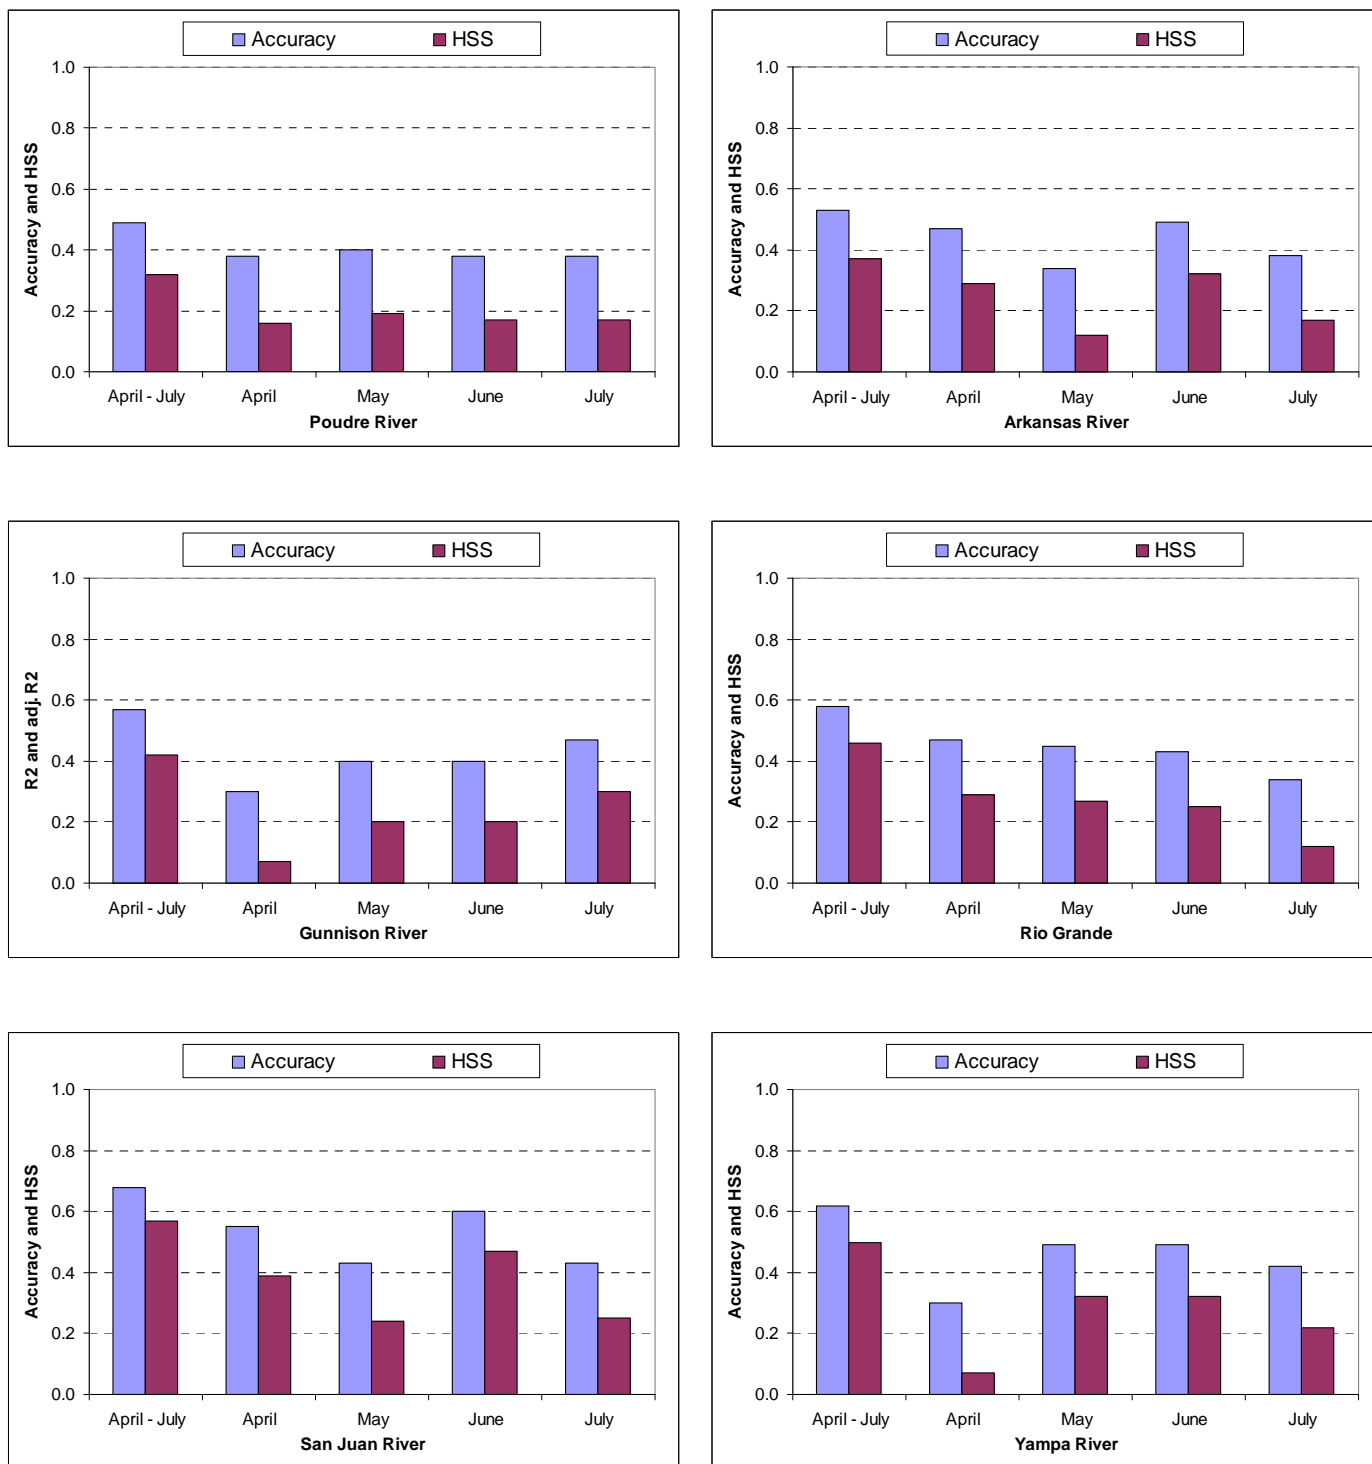 Accuracy HSS
1.0
0.8
0.6
0.4
0.2
0.0
Accuracy and HSS
April - July April May June July
Poudre River
Accuracy HSS
1.0
0.8
0.6
0.4
0.2
0.0
Accuracy and HSS
April - July April May June July
Arkansas River
Accuracy HSS
1.0
0.8
0.6
0.4
0.2
0.0
R2 and adj. R2
April - July April May June July
Gunnison River
Accuracy HSS
1.0
0.8
0.6
0.4
0.2
0.0
Accuracy and HSS
April - July April May June July
Rio Grande
Accuracy HSS
1.0
0.8
0.6
0.4
0.2
0.0
Accuracy and HSS
April - July April May June July
San Juan River
Accuracy HSS
1.0
0.8
0.6
0.4
0.2
0.0
Accuracy and HSS
April - July April May June July
Yampa River